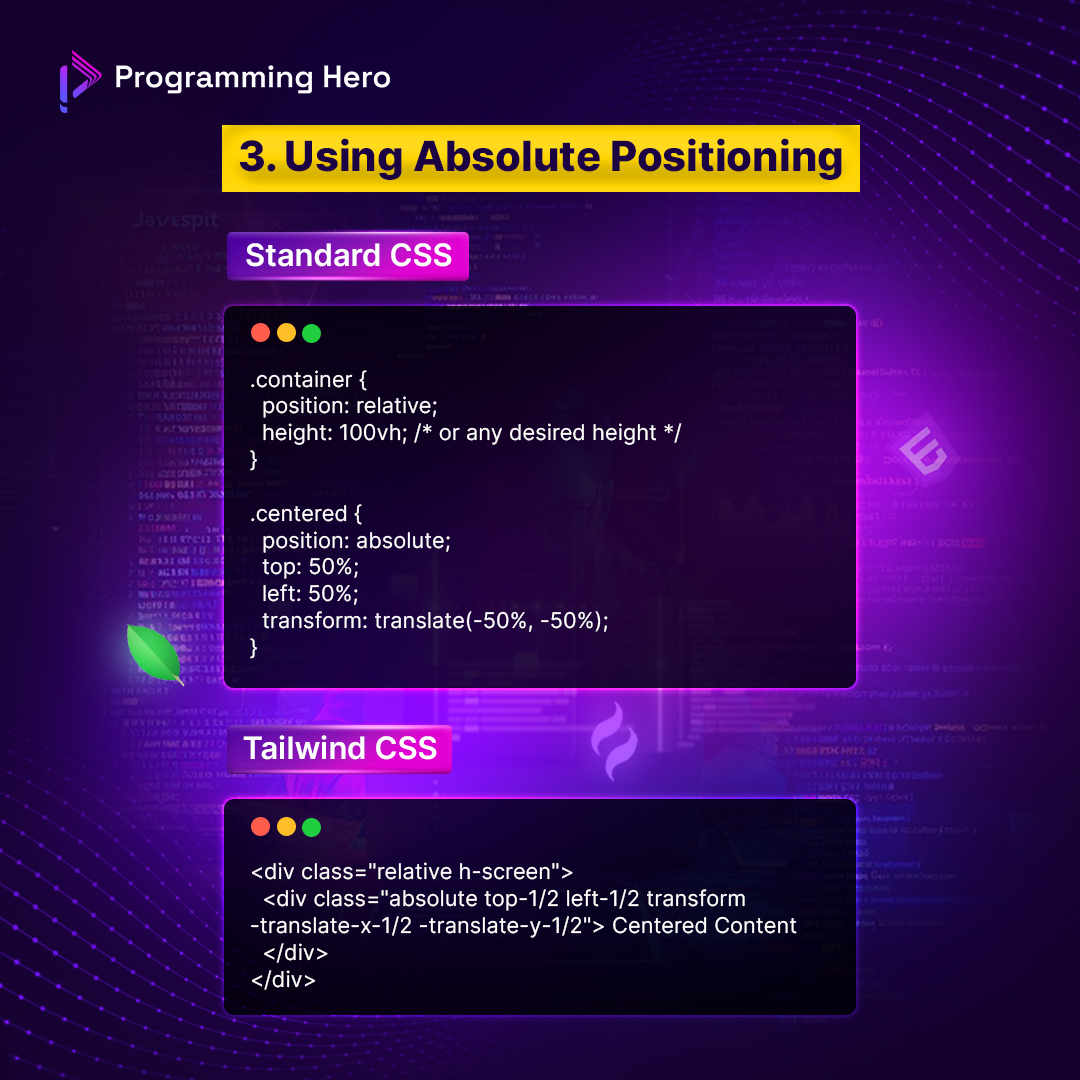 Programming Hero
3. Using Absolute Positioning
Javespit
Standard CSS
.container {
position: relative;
height: 100vh; /* or any desired height */
}
.centered {
position: absolute;
top: 50%;
left: 50%;
transform: translate(-50%, -50%);
}
Tailwind CSS
<div class="relative h-screen">
<div class="absolute top-1/2 left-1/2 transform
-translate-x-1/2 -translate-y-1/2"> Centered Content
</div>
</div>